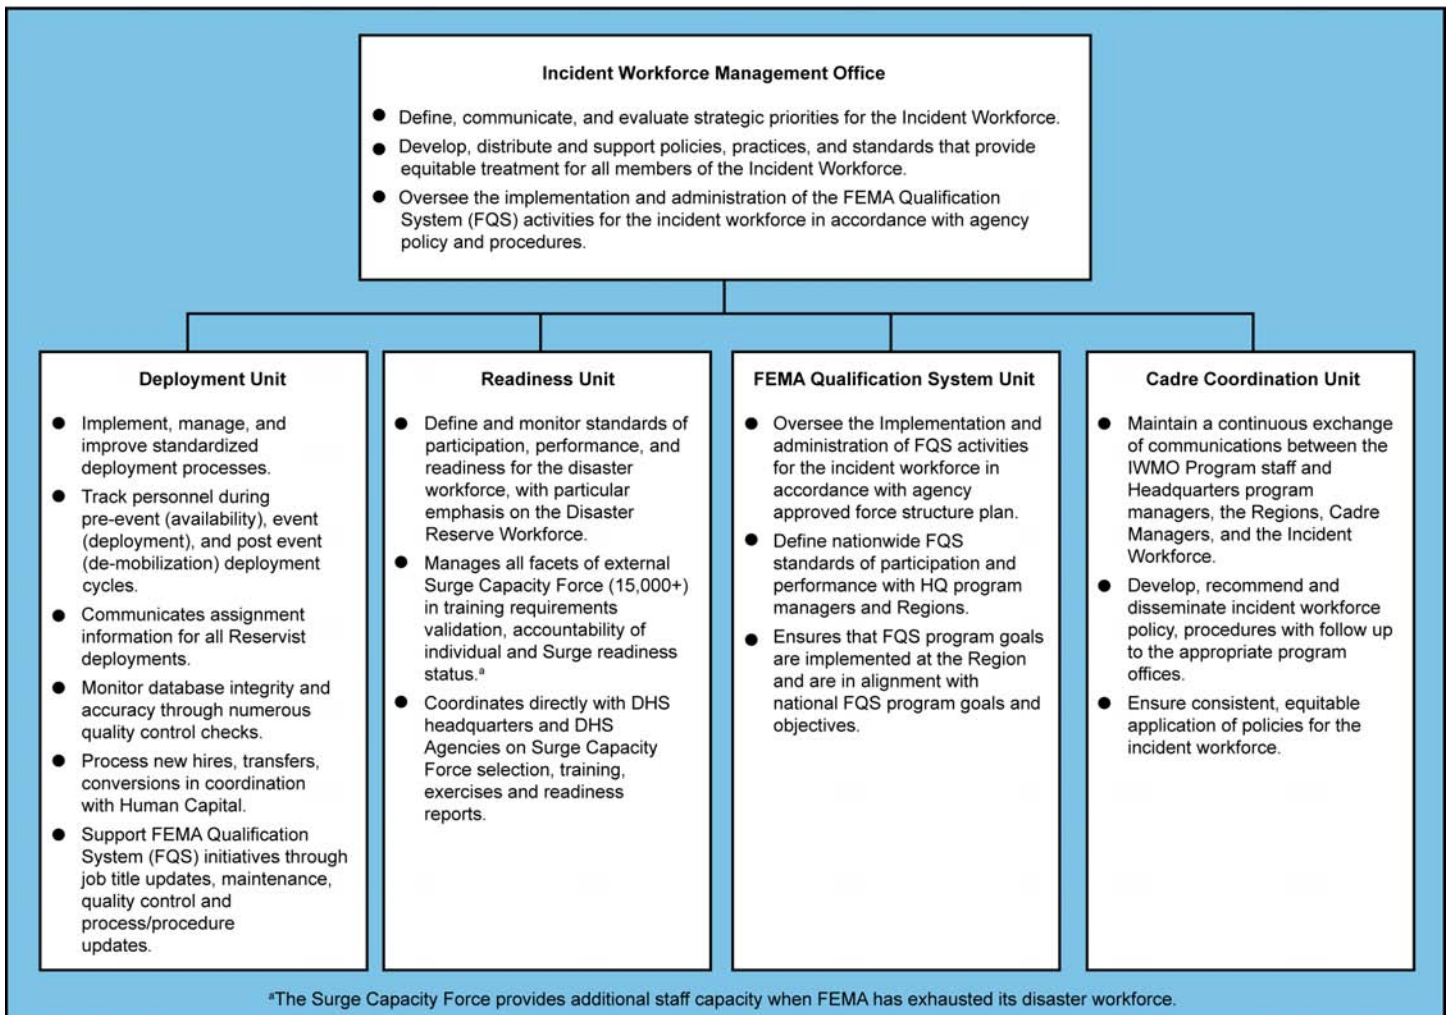 Incident Workforce Management Office
● Define, communicate, and evaluate strategic priorities for the Incident Workforce.
● Develop, distribute and support policies, practices, and standards that provide
equitable treatment for all members of the Incident Workforce.
● Oversee the implementation and administration of the FEMA Qualification
System (FQS) activities for the incident workforce in accordance with agency
policy and procedures.
Deployment Unit
● Implement, manage, and
improve standardized
deployment processes.
● Track personnel during
pre-event (availability), event
(deployment), and post event
(de-mobilization) deployment
cycles.
● Communicates assignment
information for all Reservist
deployments.
● Monitor database integrity and
accuracy through numerous
quality control checks.
● Process new hires, transfers,
conversions in coordination
with Human Capital.
● Support FEMA Qualification
System (FQS) initiatives through
job title updates, maintenance,
quality control and
process/procedure
updates.
Readiness Unit
● Define and monitor standards of
participation, performance, and
readiness for the disaster
workforce, with particular
emphasis on the Disaster
Reserve Workforce.
● Manages all facets of external
Surge Capacity Force (15,000+)
in training requirements
validation, accountability of
individual and Surge readiness
status.ª
● Coordinates directly with DHS
headquarters and DHS
Agencies on Surge Capacity
Force selection, training,
exercises and readiness
reports.
FEMA Qualification System Unit
● Oversee the Implementation and
administration of FQS activities
for the incident workforce in
accordance with agency
approved force structure plan.
● Define nationwide FQS
standards of participation and
performance with HQ program
managers and Regions.
● Ensures that FQS program goals
are implemented at the Region
and are in alignment with
national FQS program goals and
objectives.
Cadre Coordination Unit
● Maintain a continuous exchange
of communications between the
IWMO Program staff and
Headquarters program
managers, the Regions, Cadre
Managers, and the Incident
Workforce.
● Develop, recommend and
disseminate incident workforce
policy, procedures with follow up
to the appropriate program
offices.
● Ensure consistent, equitable
application of policies for the
incident workforce.
ªThe Surge Capacity Force provides additional staff capacity when FEMA has exhausted its disaster workforce.